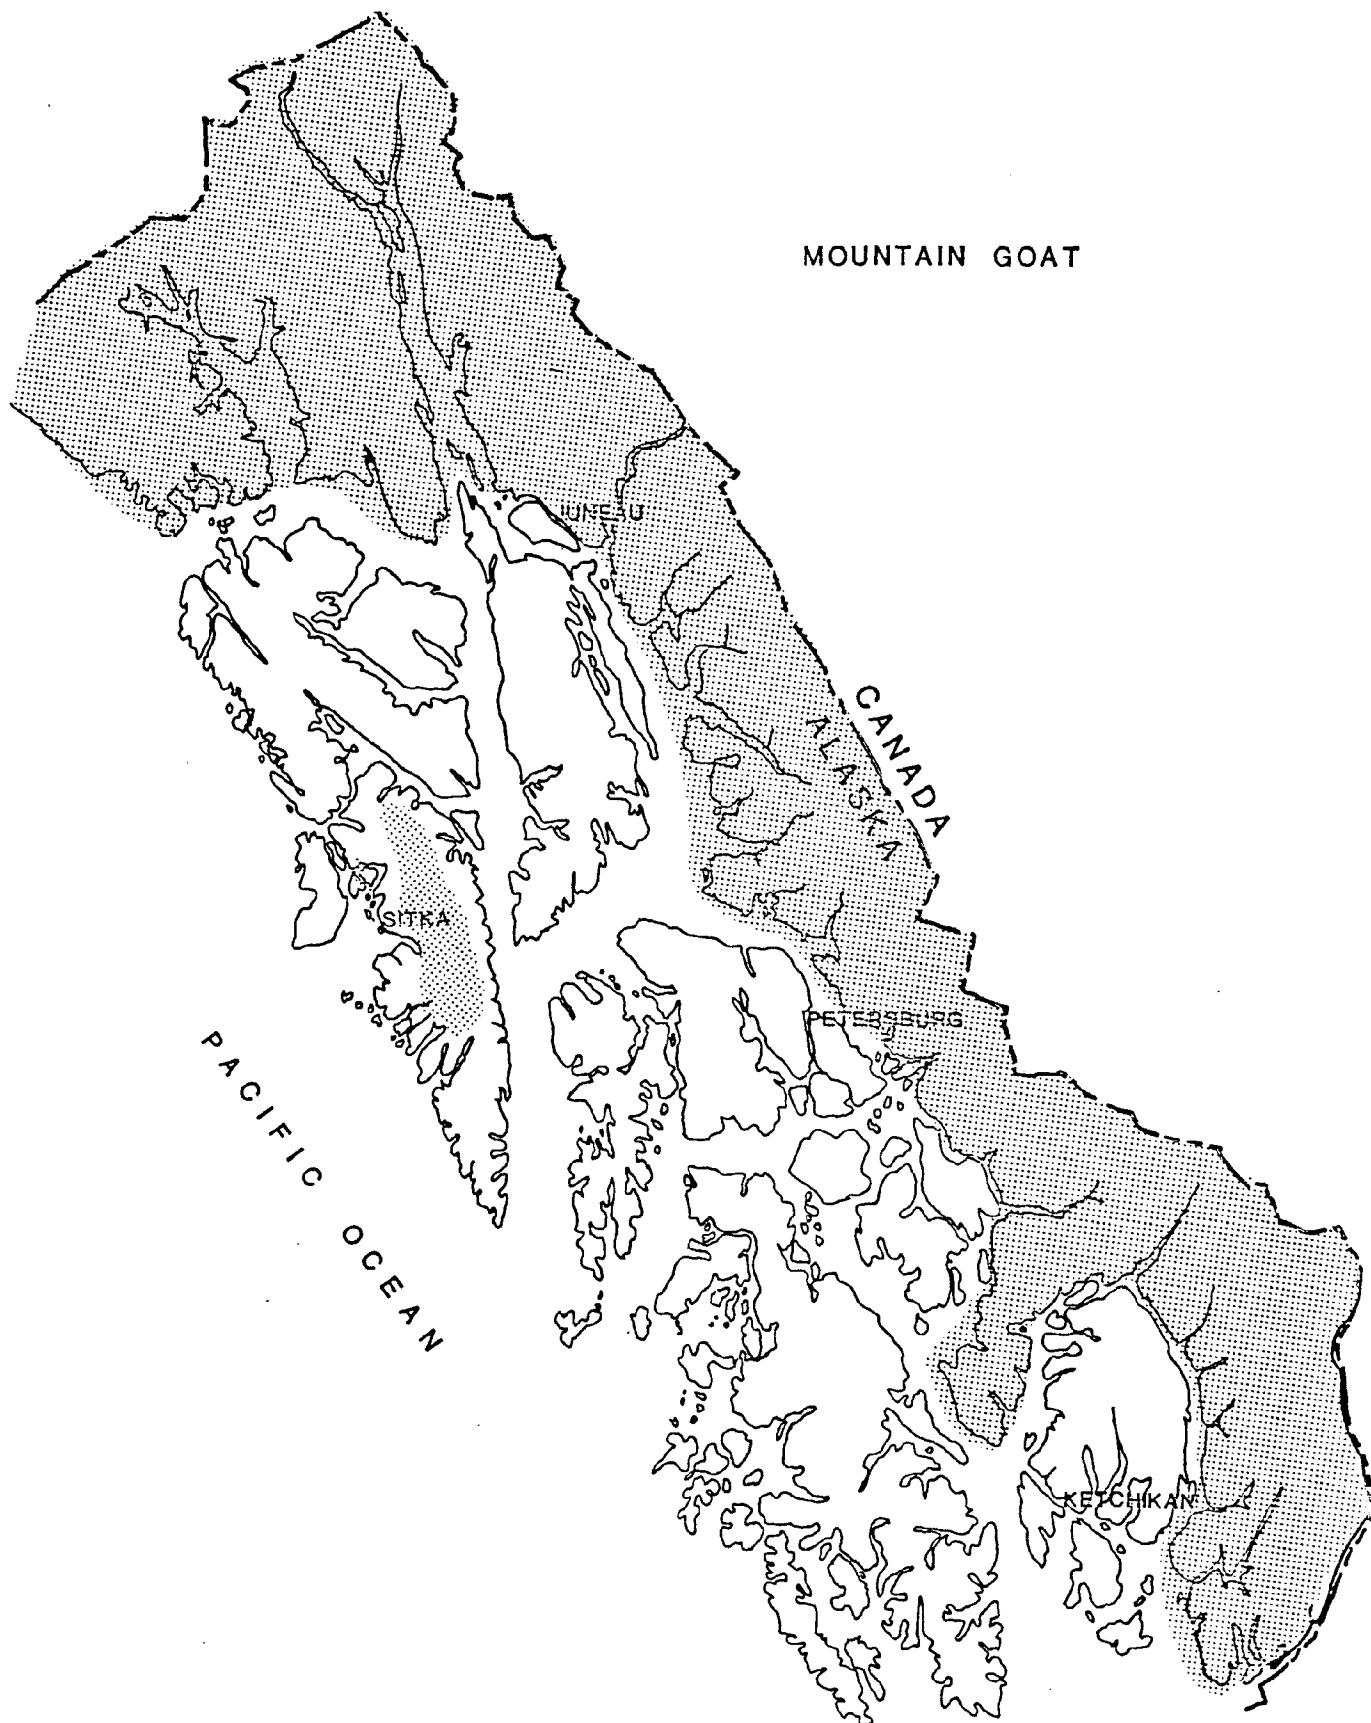 MOUNTAIN GOAT
JUNEAU
CANADA
ALASKA
SITKA
PETERSBURG
PACIFIC OCEAN
KETCHIKAN